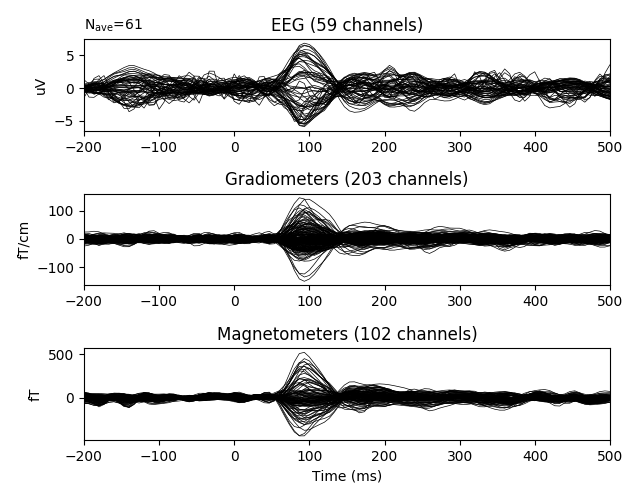 N_ave=61
EEG (59 channels)
5
0
−5
uV
−200 −100 0 100 200 300 400 500
Gradiometers (203 channels)
100
0
−100
fT/cm
−200 −100 0 100 200 300 400 500
Magnetometers (102 channels)
500
0
fT
−200 −100 0 100 200 300 400 500
Time (ms)